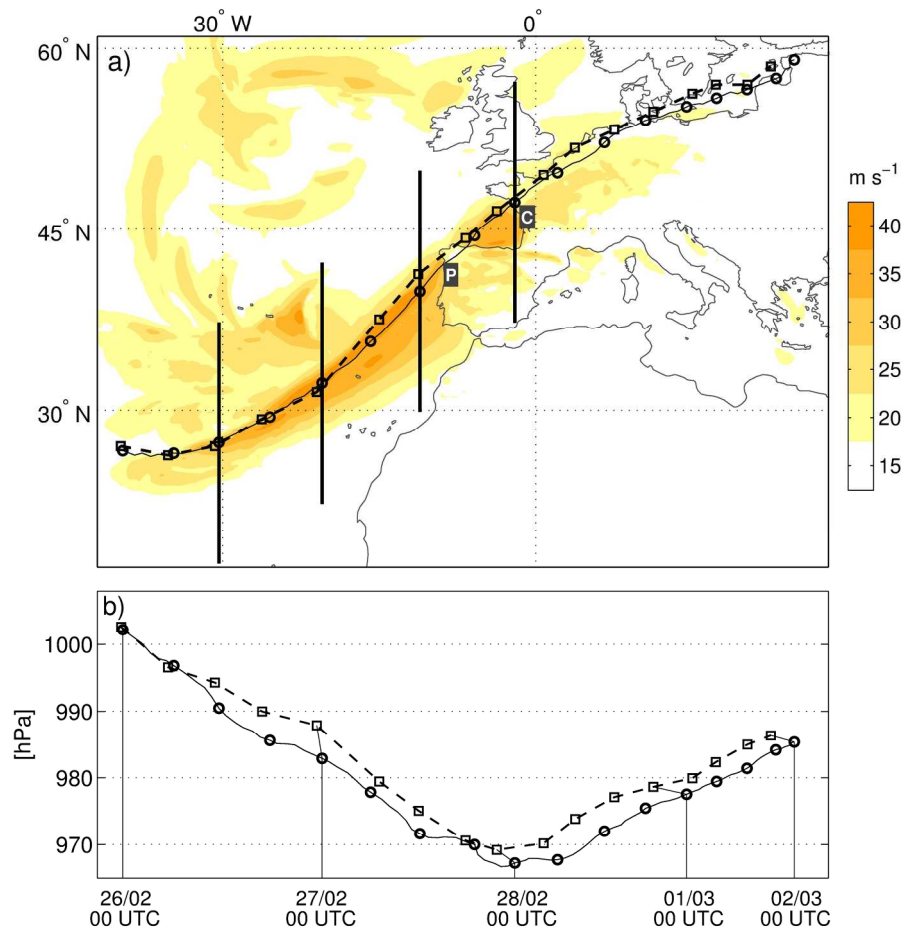 30° W 0°
60° N
a)
45° N
30° N
C
P
m s⁻¹
40
35
30
25
20
15
b)
1000
990
980
970
[hPa]
26/02 27/02 28/02 01/03 02/03
00 UTC 00 UTC 00 UTC 00 UTC 00 UTC